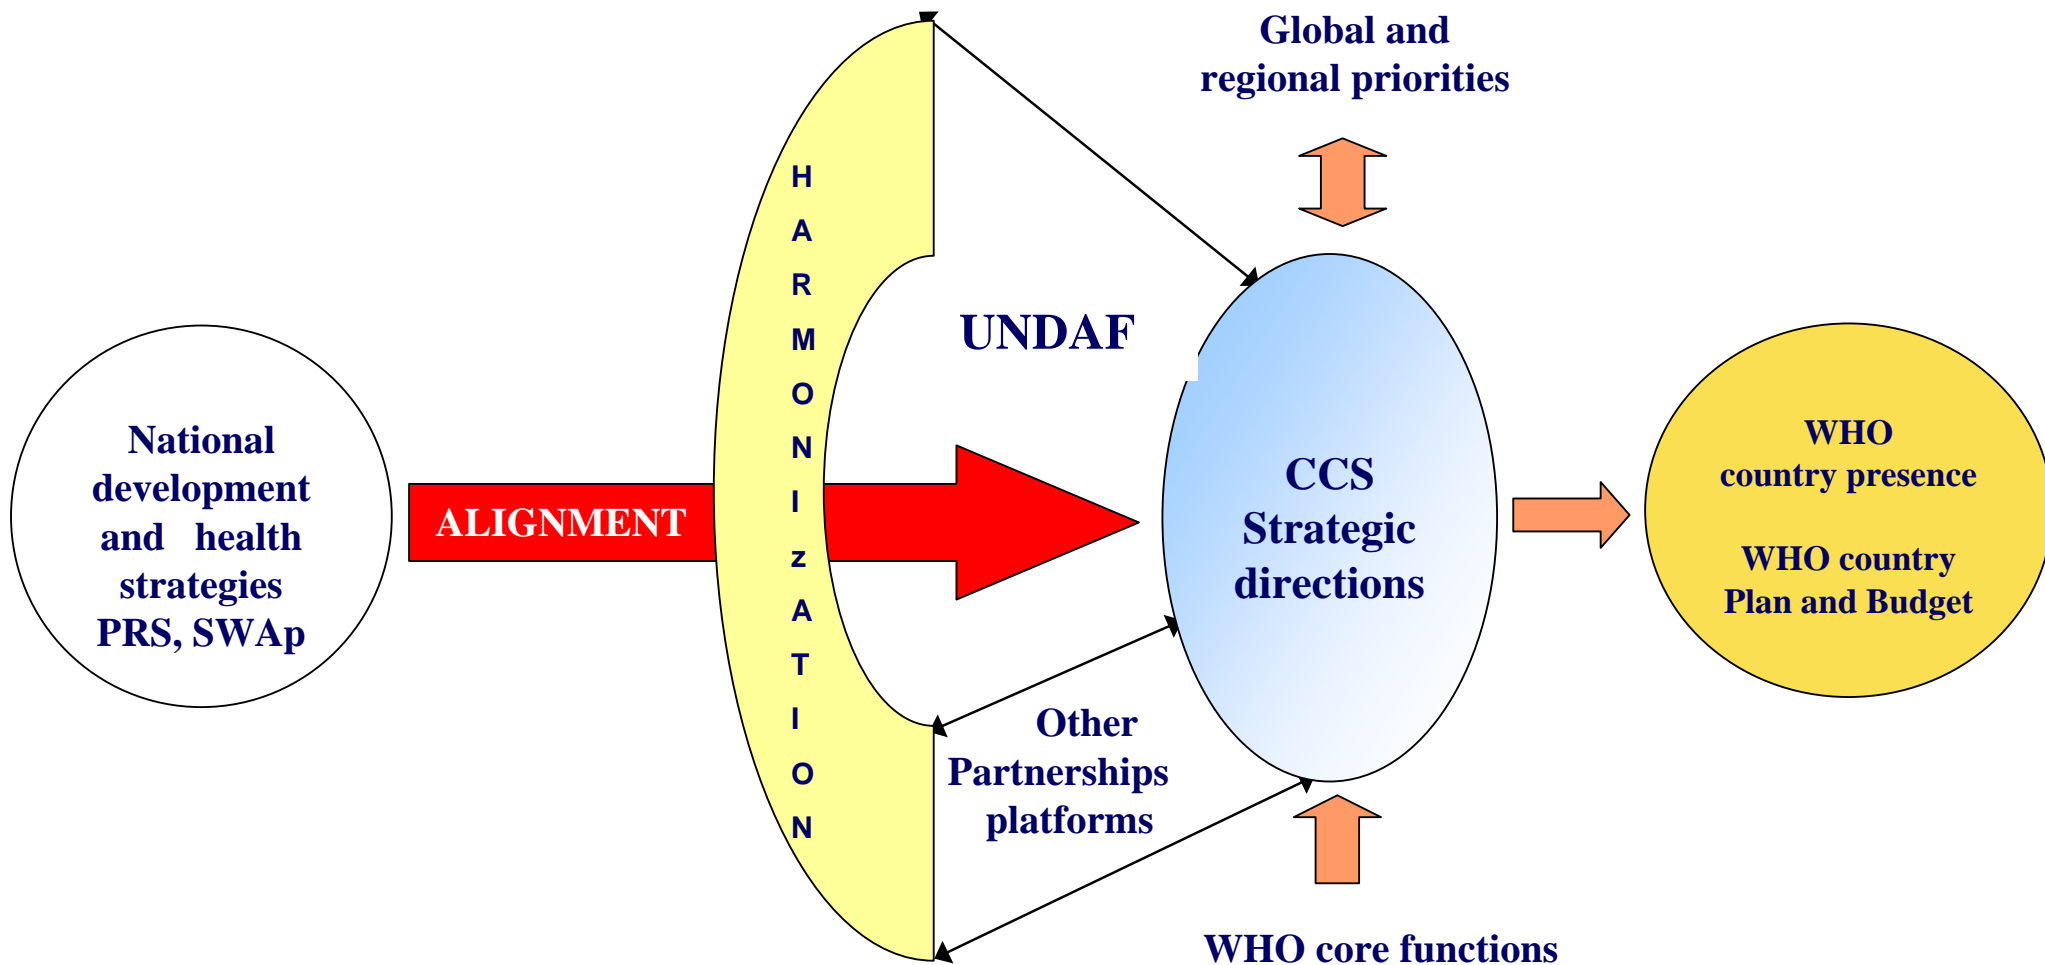 National
development
and health
strategies
PRS, SWAp
ALIGNMENT
HARMONIzATION
UNDAF
Other
Partnerships
platforms
Global and
regional priorities
CCS
Strategic
directions
WHO core functions
WHO
country presence
WHO country
Plan and Budget